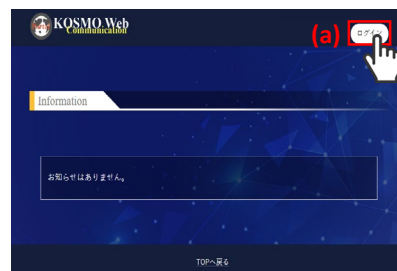 KOSMO Web
Communication
(a)
ログイン
Information
お知らせはありません。
TOPへ戻る